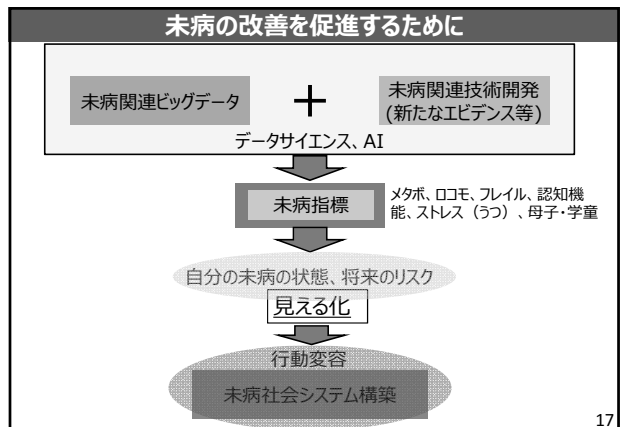 未病の改善を促進するために
未病関連ビッグデータ
＋
未病関連技術開発
(新たなエビデンス等)
データサイエンス、AI
未病指標
メタボ、ロコモ、フレイル、認知機
能、ストレス（うつ）、母子・学童
自分の未病の状態、将来のリスク
見える化
行動変容
未病社会システム構築
17